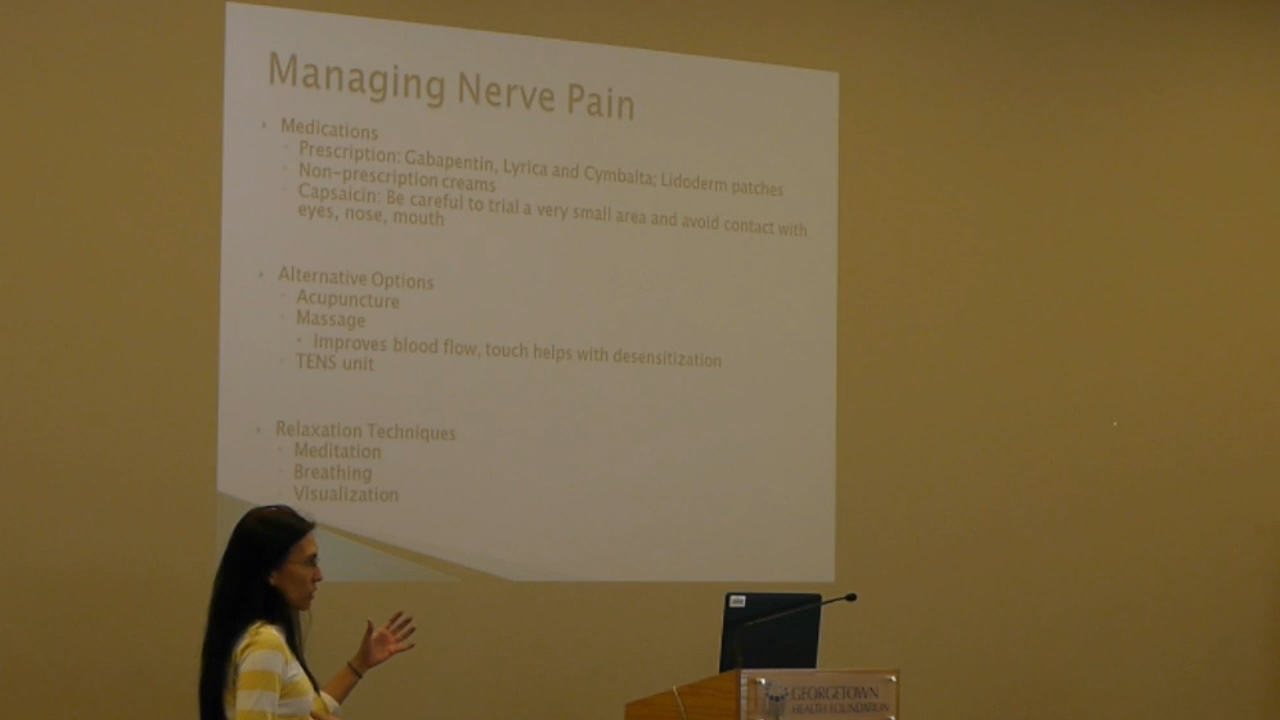 Managing Nerve Pain
Medications
Prescription: Gabapentin, Lyrica and Cymbalta; Lidoderm patches
Non-prescription creams
Capsaicin: Be careful to trial a very small area and avoid contact with
eyes, nose, mouth
Alternative Options
Acupuncture
Massage
Improves blood flow, touch helps with desensitization
TENS unit
Relaxation Techniques
Meditation
Breathing
Visualization
GEORGETOWN
HEALTH FOUNDATION